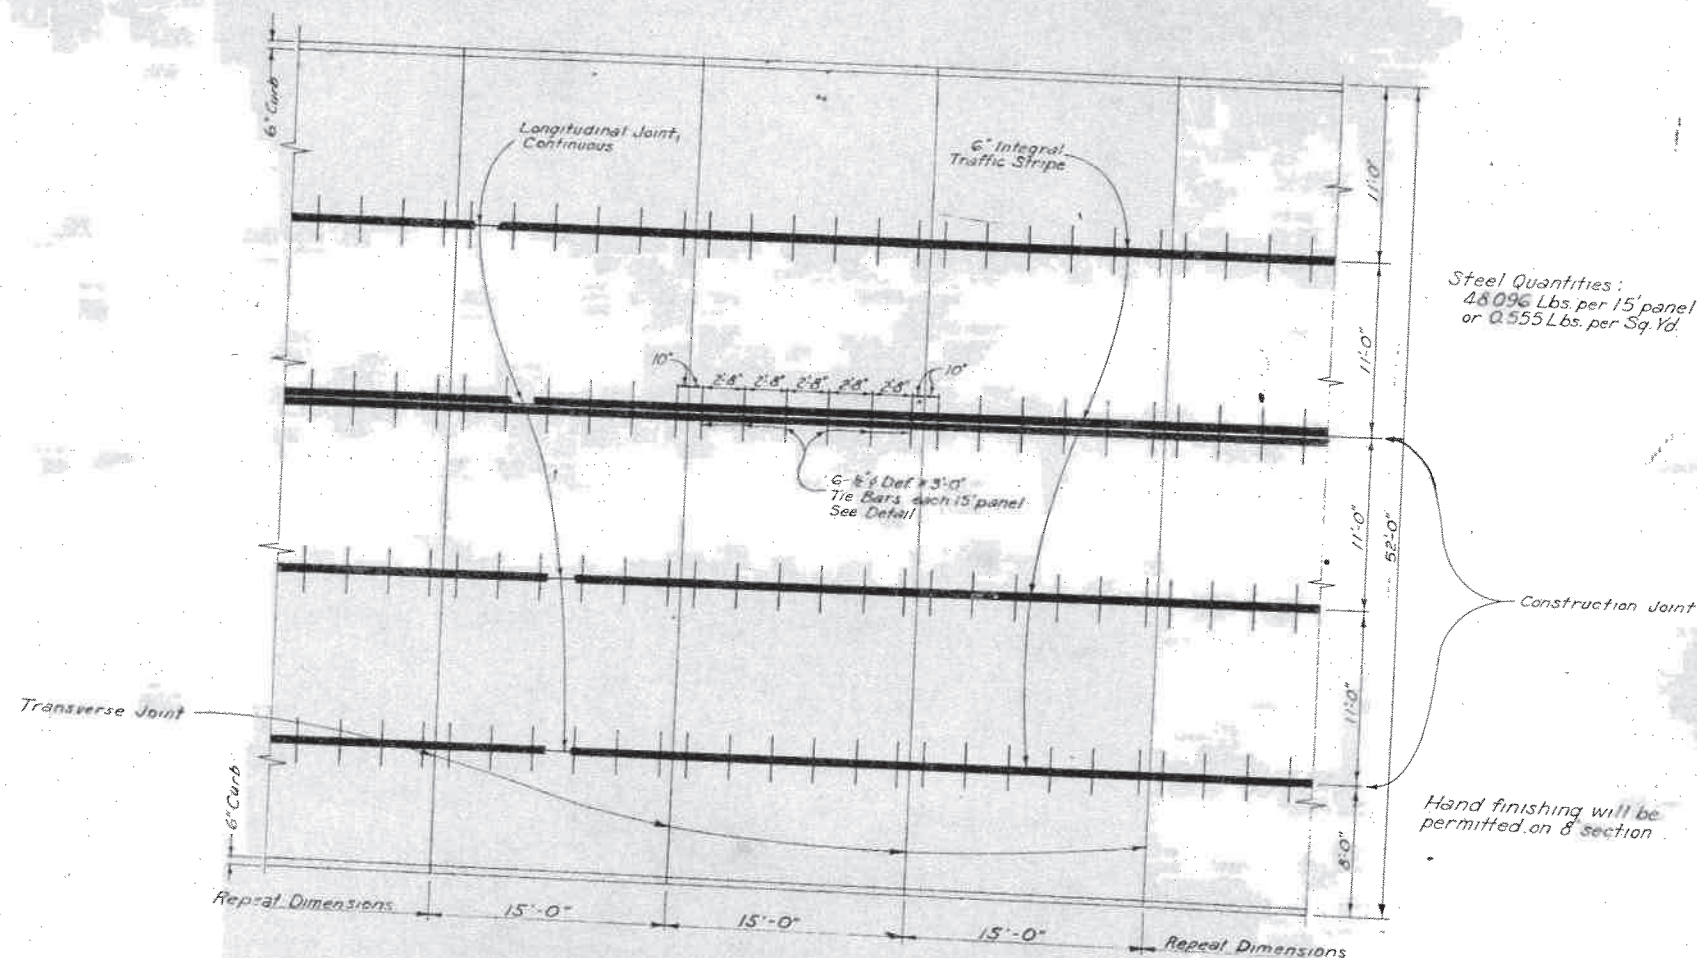 6" Curb
Longitudinal Joint,
Continuous
6" Integral
Traffic Stripe
11'-0"
Steel Quantities:
48.096 Lbs. per 15' panel
or 0.555 Lbs. per Sq. Yd.
11'-0"
10" 2'-8" 2'-8" 2'-8" 2'-8" 2'-8" 10"
6-½" ϕ Def. x 3'-0"
Tie Bars each 15' panel
See Detail
11'-0"
52'-0"
Construction Joint
Transverse Joint
11'-0"
6" Curb
Hand finishing will be
permitted on 8' section
8'-0"
Repeat Dimensions 15'-0" 15'-0" 15'-0" Repeat Dimensions